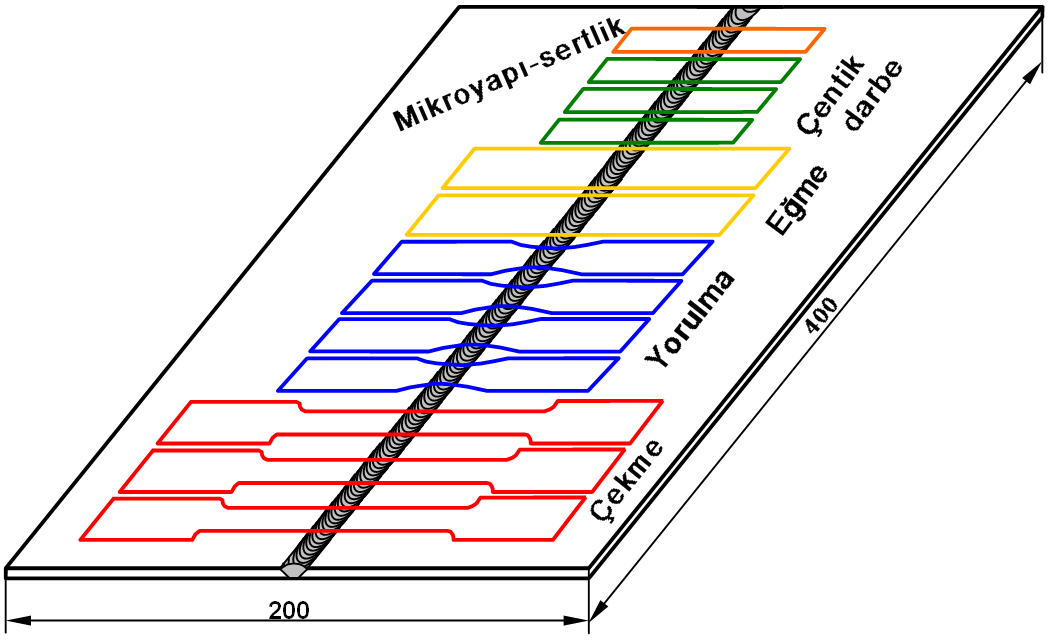 Mikroyapı-sertlik
Çentik
darbe
Eğme
Yorulma
400
Çekme
200